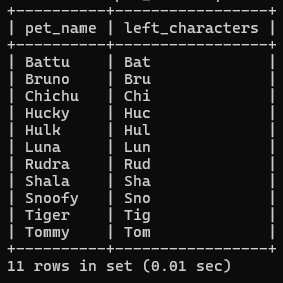 +----------+-----------------+
| pet_name | left_characters |
+----------+-----------------+
| Battu    | Bat             |
| Bruno    | Bru             |
| Chichu   | Chi             |
| Hucky    | Huc             |
| Hulk     | Hul             |
| Luna     | Lun             |
| Rudra    | Rud             |
| Shala    | Sha             |
| Snoofy   | Sno             |
| Tiger    | Tig             |
| Tommy    | Tom             |
+----------+-----------------+
11 rows in set (0.01 sec)